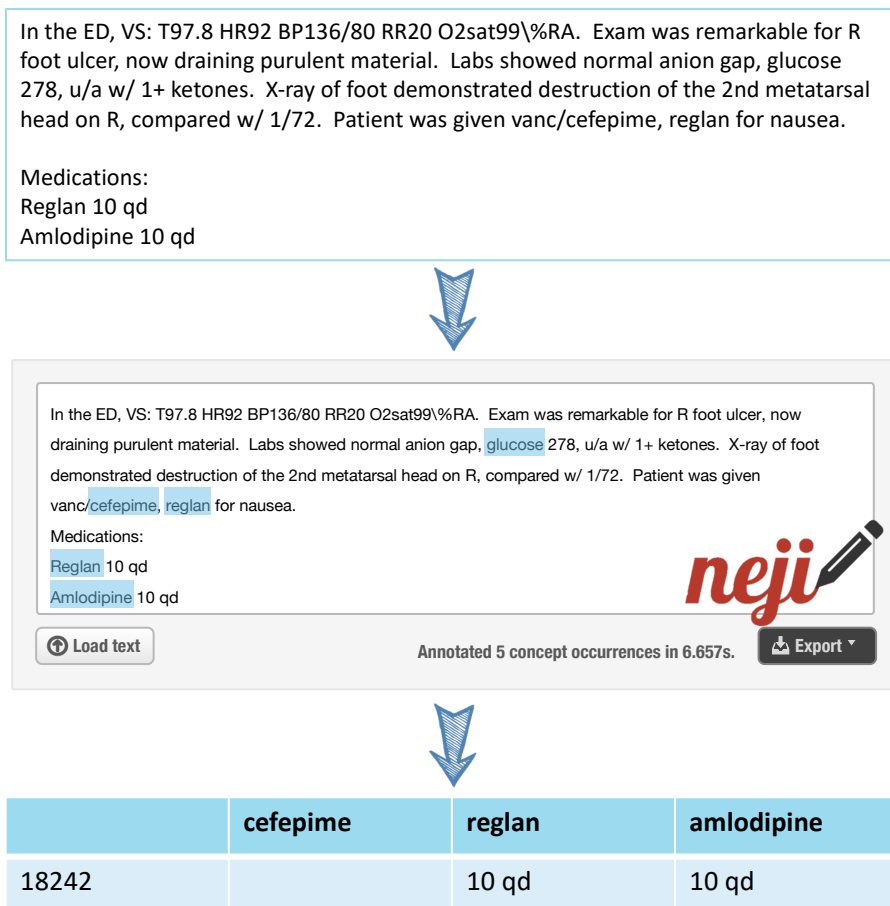 In the ED, VS: T97.8 HR92 BP136/80 RR20 O2sat99\%RA.  Exam was remarkable for R
foot ulcer, now draining purulent material.  Labs showed normal anion gap, glucose
278, u/a w/ 1+ ketones.  X-ray of foot demonstrated destruction of the 2nd metatarsal
head on R, compared w/ 1/72.  Patient was given vanc/cefepime, reglan for nausea.
Medications:
Reglan 10 qd
Amlodipine 10 qd
In the ED, VS: T97.8 HR92 BP136/80 RR20 O2sat99\%RA.  Exam was remarkable for R foot ulcer, now
draining purulent material.  Labs showed normal anion gap, glucose 278, u/a w/ 1+ ketones.  X-ray of foot
demonstrated destruction of the 2nd metatarsal head on R, compared w/ 1/72.  Patient was given
vanc/cefepime, reglan for nausea.
Medications:
Reglan 10 qd
Amlodipine 10 qd
neji
Load text
Annotated 5 concept occurrences in 6.657s.
Export
cefepime reglan amlodipine
18242 10 qd 10 qd